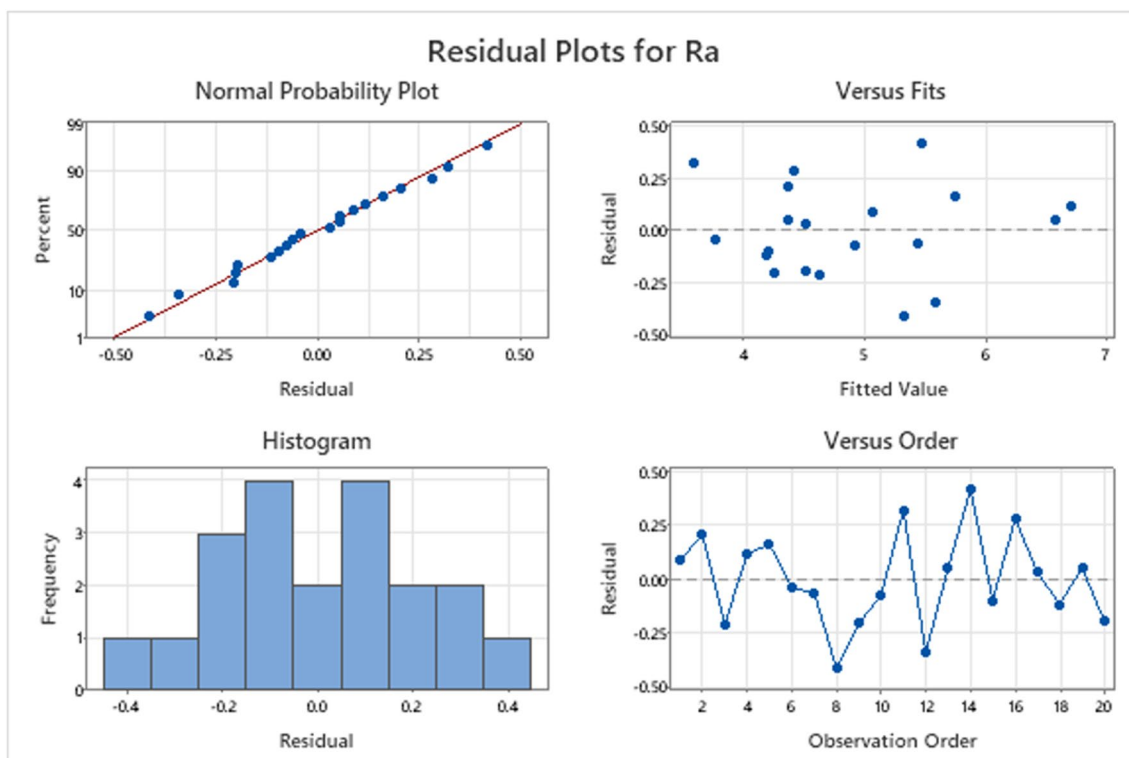 Residual Plots for Ra
Normal Probability Plot
99
90
50
10
1
Percent
-0.50 -0.25 0.00 0.25 0.50
Residual
Versus Fits
0.50
0.25
0.00
-0.25
-0.50
Residual
4 5 6 7
Fitted Value
Histogram
4
3
2
1
0
Frequency
-0.4 -0.2 0.0 0.2 0.4
Residual
Versus Order
0.50
0.25
0.00
-0.25
-0.50
Residual
2 4 6 8 10 12 14 16 18 20
Observation Order